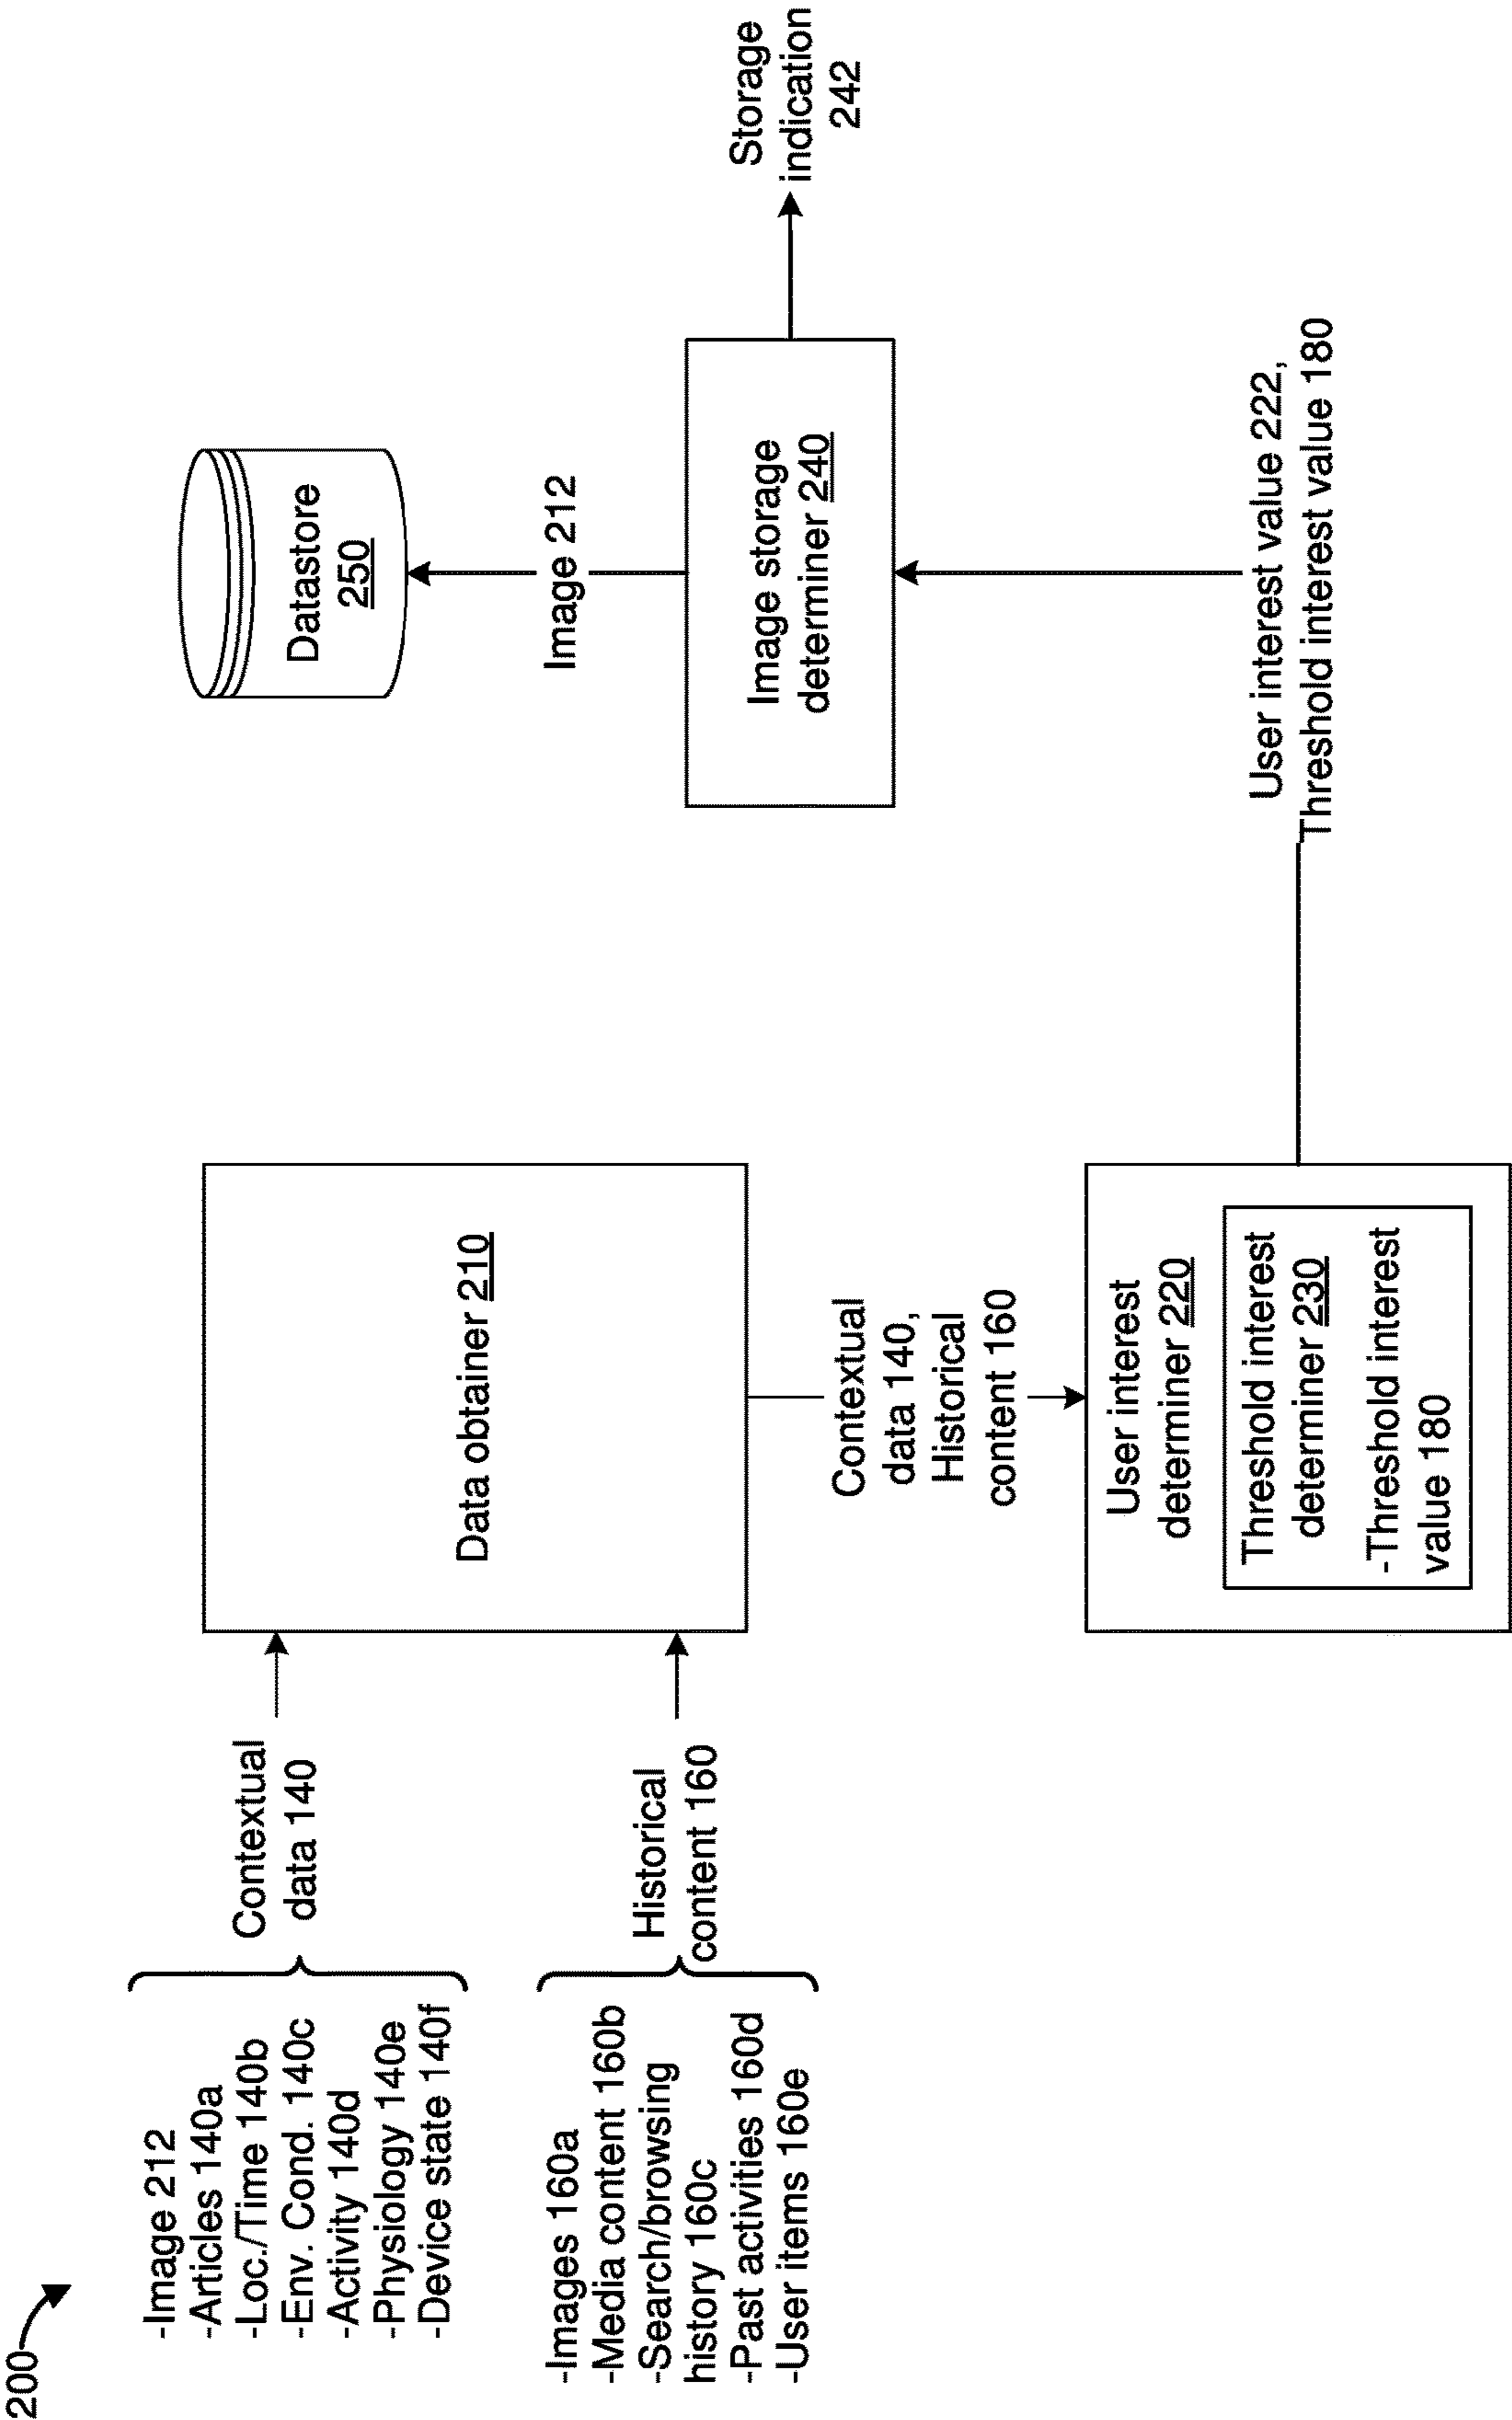 200
-Image 212
-Articles 140a
-Loc./Time 140b
-Env. Cond. 140c
-Activity 140d
-Physiology 140e
-Device state 140f
Contextual
data 140
-Images 160a
-Media content 160b
-Search/browsing
history 160c
-Past activities 160d
-User items 160e
Historical
content 160
Data obtainer 210
Contextual
data 140,
Historical
content 160
User interest
determiner 220
Threshold interest
determiner 230
-Threshold interest
value 180
User interest value 222,
Threshold interest value 180
Image storage
determiner 240
Image 212
Datastore
250
Storage
indication
242